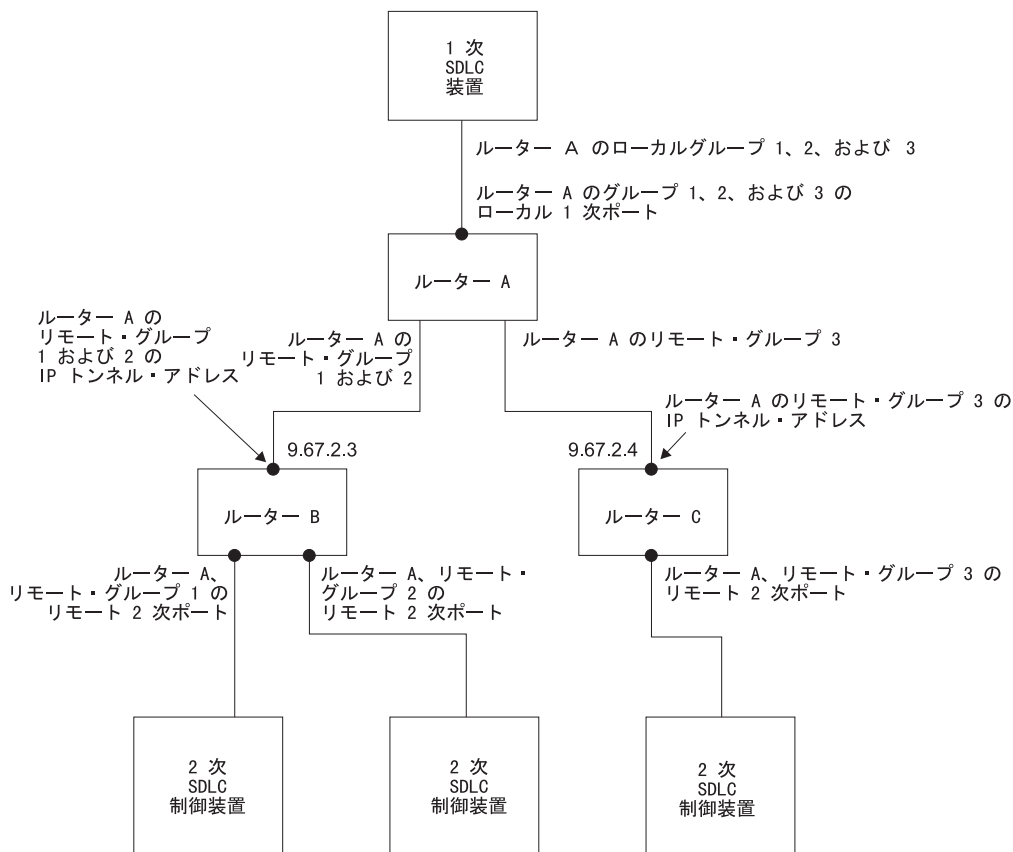 1 次
SDLC
装置
ルーター A のローカルグループ 1、2、および 3
ルーター A のグループ 1、2、および 3 の
ローカル 1 次ポート
ルーター A
ルーター A の
リモート・グループ
1 および 2 の
IP トンネル・アドレス
ルーター A の
リモート・グループ
1 および 2
ルーター A のリモート・グループ 3
ルーター A のリモート・グループ 3 の
IP トンネル・アドレス
9.67.2.3
9.67.2.4
ルーター B
ルーター C
ルーター A、
リモート・グループ 1 の
リモート 2 次ポート
ルーター A、リモート・
グループ 2 の
リモート 2 次ポート
ルーター A、リモート・グループ 3 の
リモート 2 次ポート
2 次
SDLC
制御装置
2 次
SDLC
制御装置
2 次
SDLC
制御装置